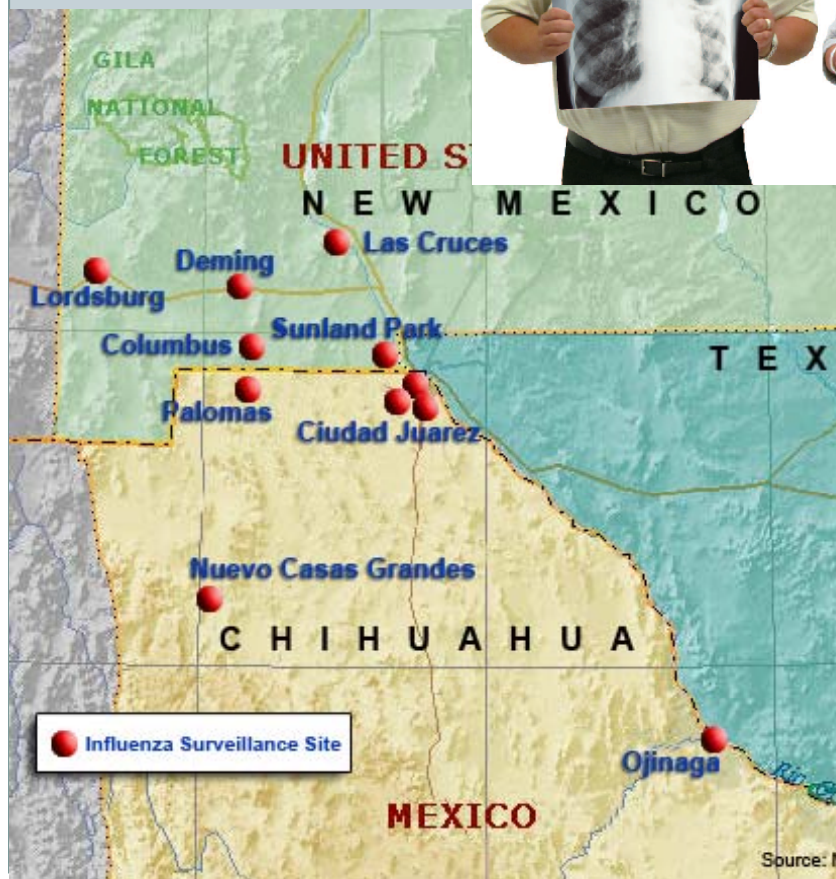 GILA
NATIONAL
FOREST
UNITED S
NEW MEXICO
Las Cruces
Deming
Lordsburg
Sunland Park
Columbus
TEX
Palomas
Ciudad Juarez
Nuevo Casas Grandes
CHIHUAHUA
Influenza Surveillance Site
Ojinaga
MEXICO
Source: